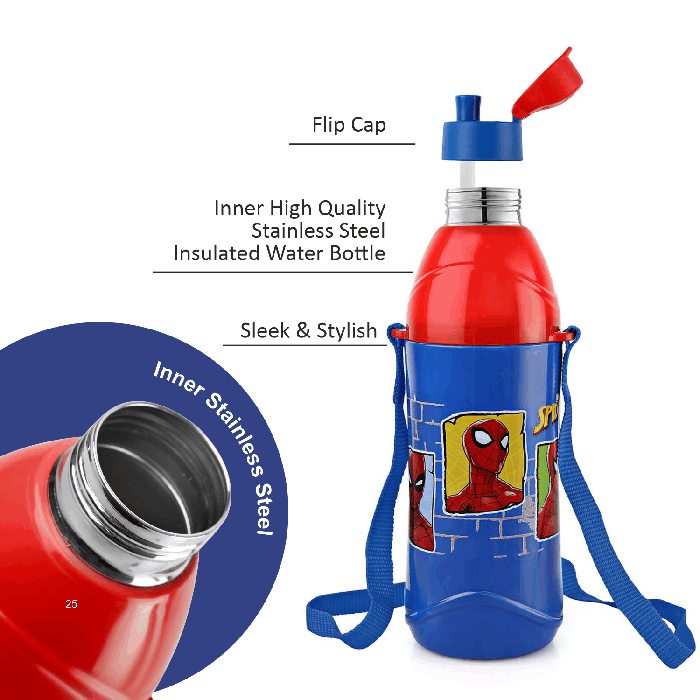 Flip Cap
Inner High Quality
Stainless Steel
Insulated Water Bottle
Sleek & Stylish
Inner Stainless Steel
25